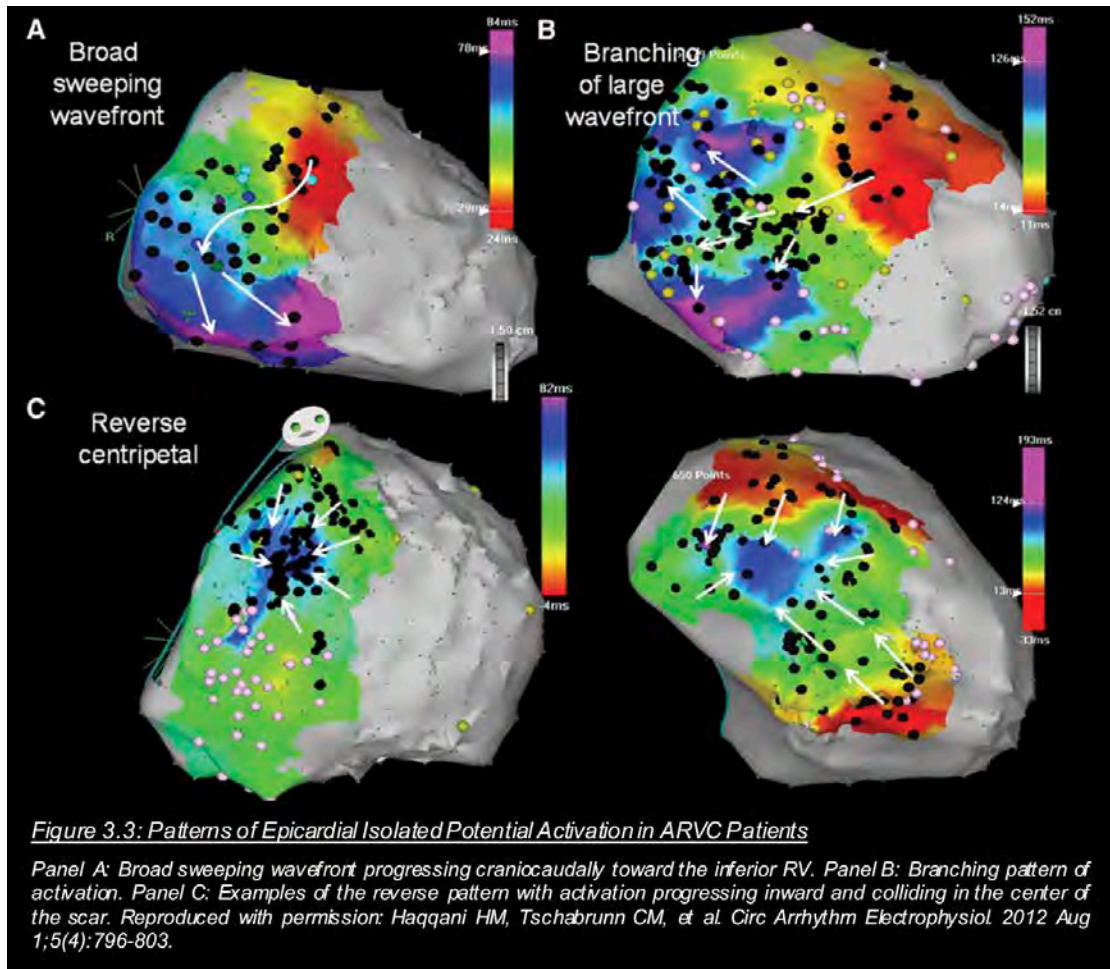 A
Broad
sweeping
wavefront
84ms
78ms
29ms
24ms
R
1.50 cm
B
Branching
of large
wavefront
Points
152ms
126ms
14ms
11ms
1.52 cm
C
Reverse
centripetal
82ms
-4ms
650 Points
193ms
124ms
13ms
-33ms
Figure 3.3: Patterns of Epicardial Isolated Potential Activation in ARVC Patients
Panel A: Broad sweeping wavefront progressing craniocaudally toward the inferior RV. Panel B: Branching pattern of
activation. Panel C: Examples of the reverse pattern with activation progressing inward and colliding in the center of
the scar. Reproduced with permission: Haqqani HM, Tschabrunn CM, et al. Circ Arrhythm Electrophysiol. 2012 Aug
1;5(4):796-803.